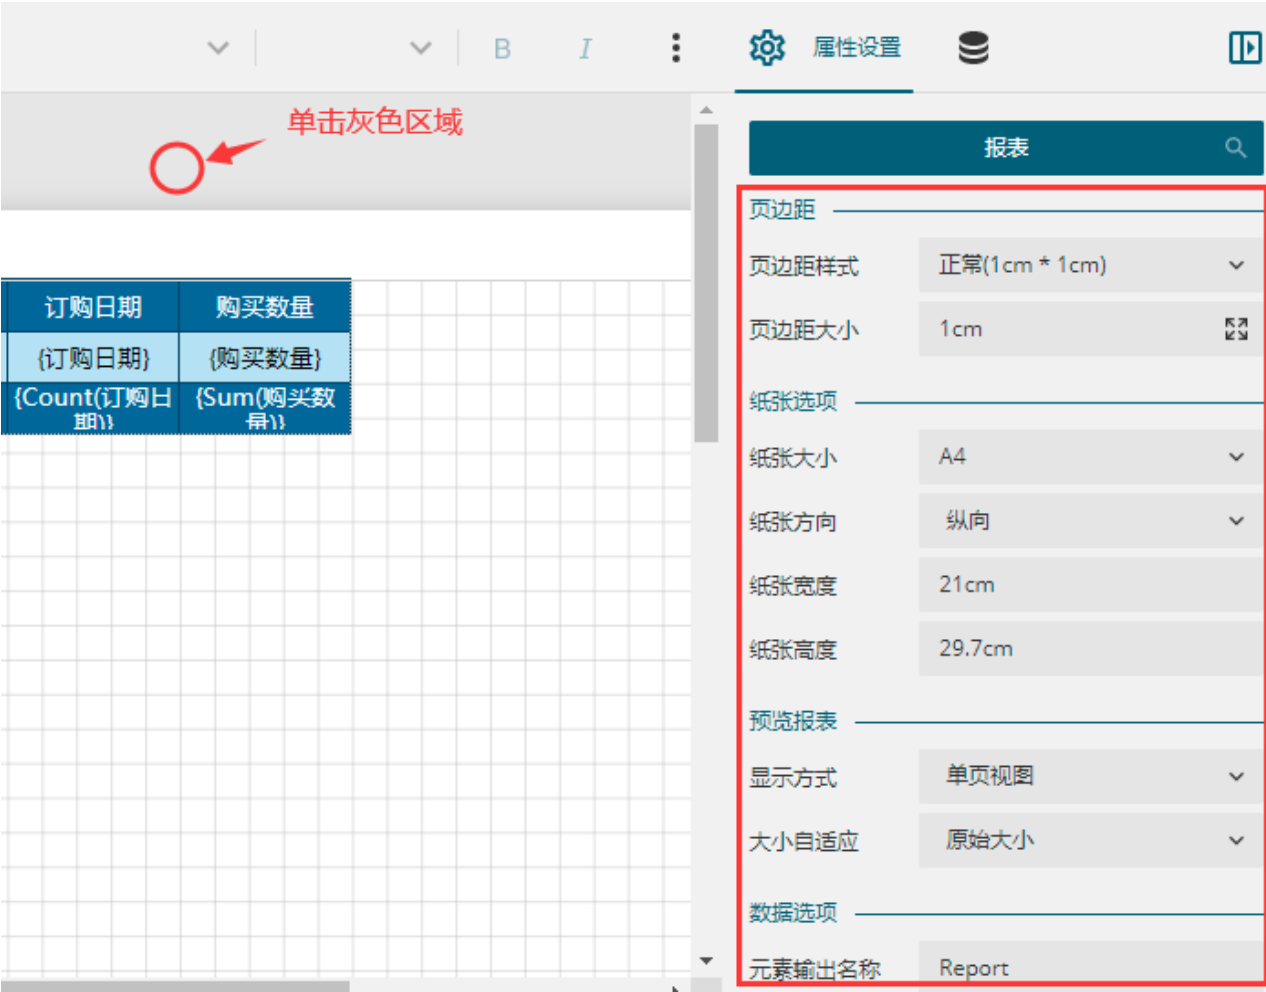 B I 属性设置
单击灰色区域
报表
页边距
页边距样式 正常(1cm * 1cm)
页边距大小 1cm
订购日期 购买数量
{订购日期} {购买数量}
{Count(订购日
期)}
{Sum(购买数
量)}
纸张选项
纸张大小 A4
纸张方向 纵向
纸张宽度 21cm
纸张高度 29.7cm
预览报表
显示方式 单页视图
大小自适应 原始大小
数据选项
元素输出名称 Report